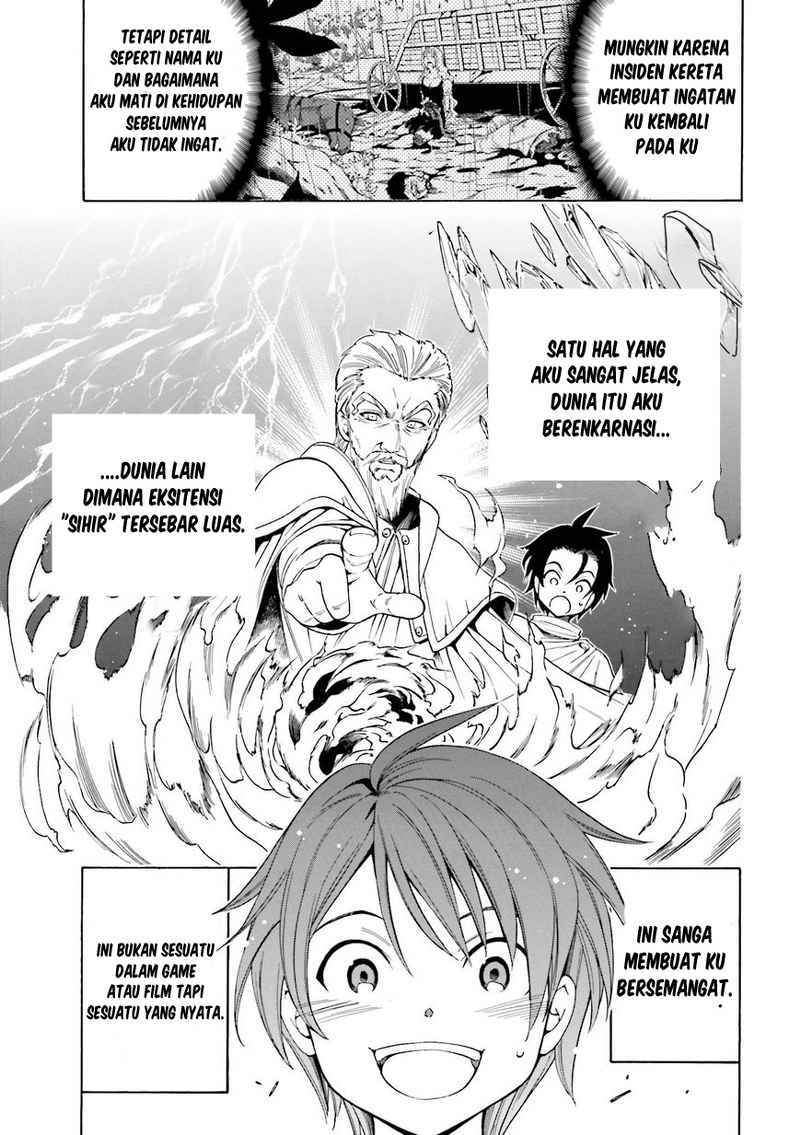 MUNGKIN KARENA
INSIDEN KERETA
MEMBUAT INGATAN
KU KEMBALI
PADA KU
TETAPI DETAIL
SEPERTI NAMA KU
DAN BAGAIMANA
AKU MATI DI KEHIDUPAN
SEBELUMNYA
AKU TIDAK INGAT.
SATU HAL YANG
AKU SANGAT JELAS,
DUNIA ITU AKU
BERENKARNASI...
....DUNIA LAIN
DIMANA EKSITENSI
"SIHIR" TERSEBAR LUAS.
INI SANGA
MEMBUAT KU
BERSEMANGAT.
INI BUKAN SESUATU
DALAM GAME
ATAU FILM TAPI
SESUATU YANG NYATA.